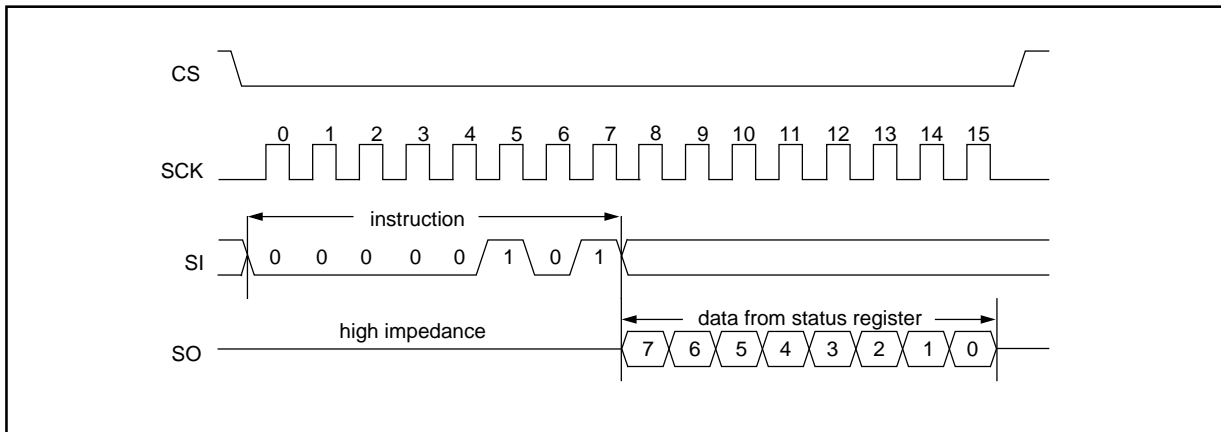 CS
0 1 2 3 4 5 6 7 8 9 10 11 12 13 14 15
SCK
instruction
SI 0 0 0 0 0 1 0 1
data from status register
high impedance
SO 7 6 5 4 3 2 1 0